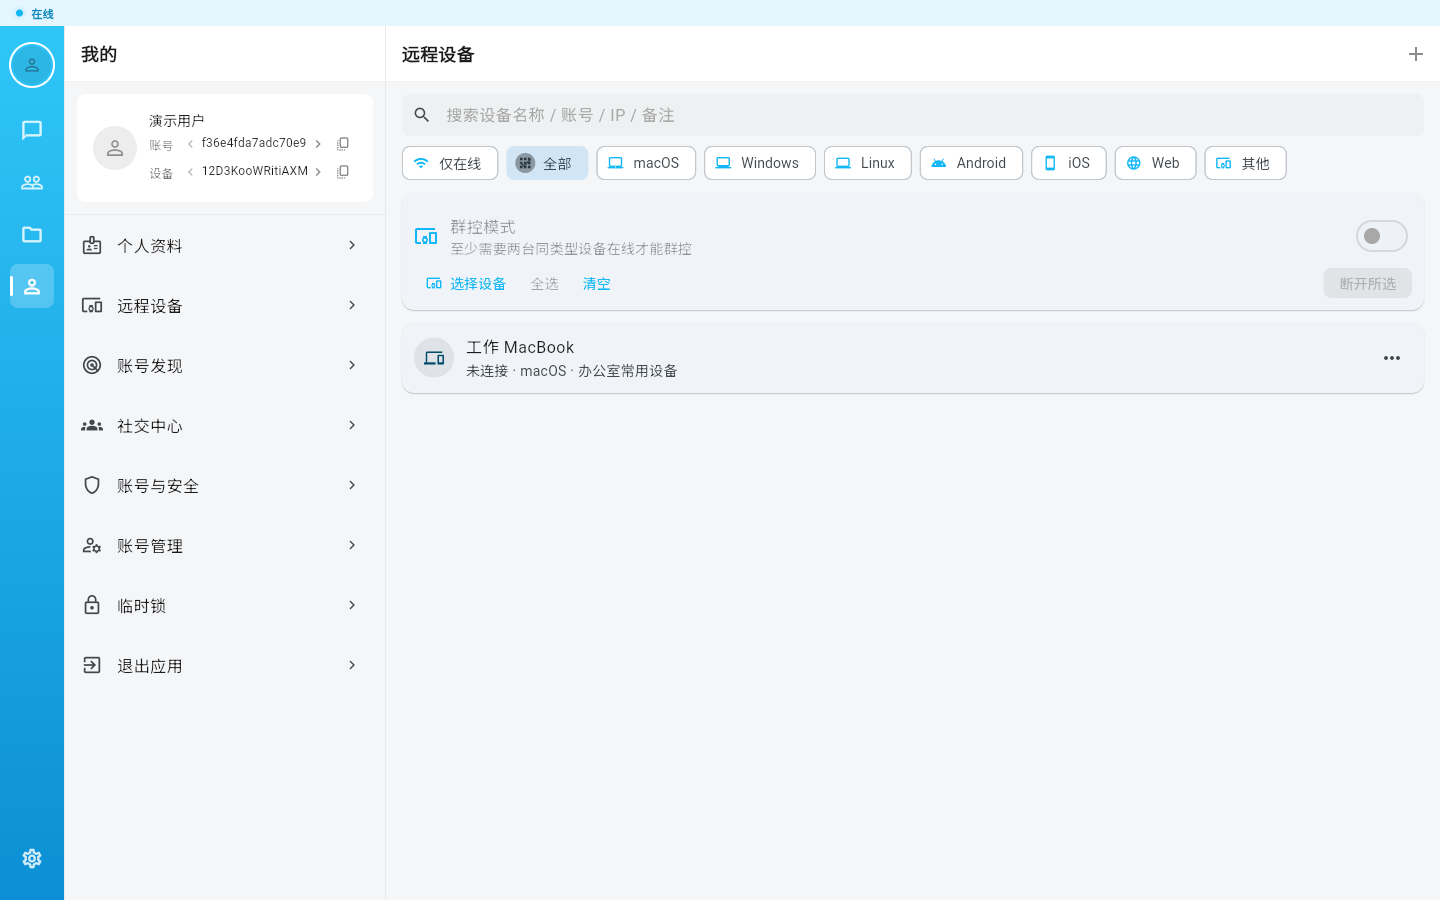 在线
我的
演示用户
账号 f36e4fda7adc70e9
设备 12D3KooWRitiAXM
个人资料
远程设备
账号发现
社交中心
账号与安全
账号管理
临时锁
退出应用
远程设备
搜索设备名称 / 账号 / IP / 备注
仅在线 全部 macOS Windows Linux Android iOS Web 其他
群控模式
至少需要两台同类型设备在线才能群控
选择设备 全选 清空 断开所选
工作 MacBook
未连接 · macOS · 办公室常用设备